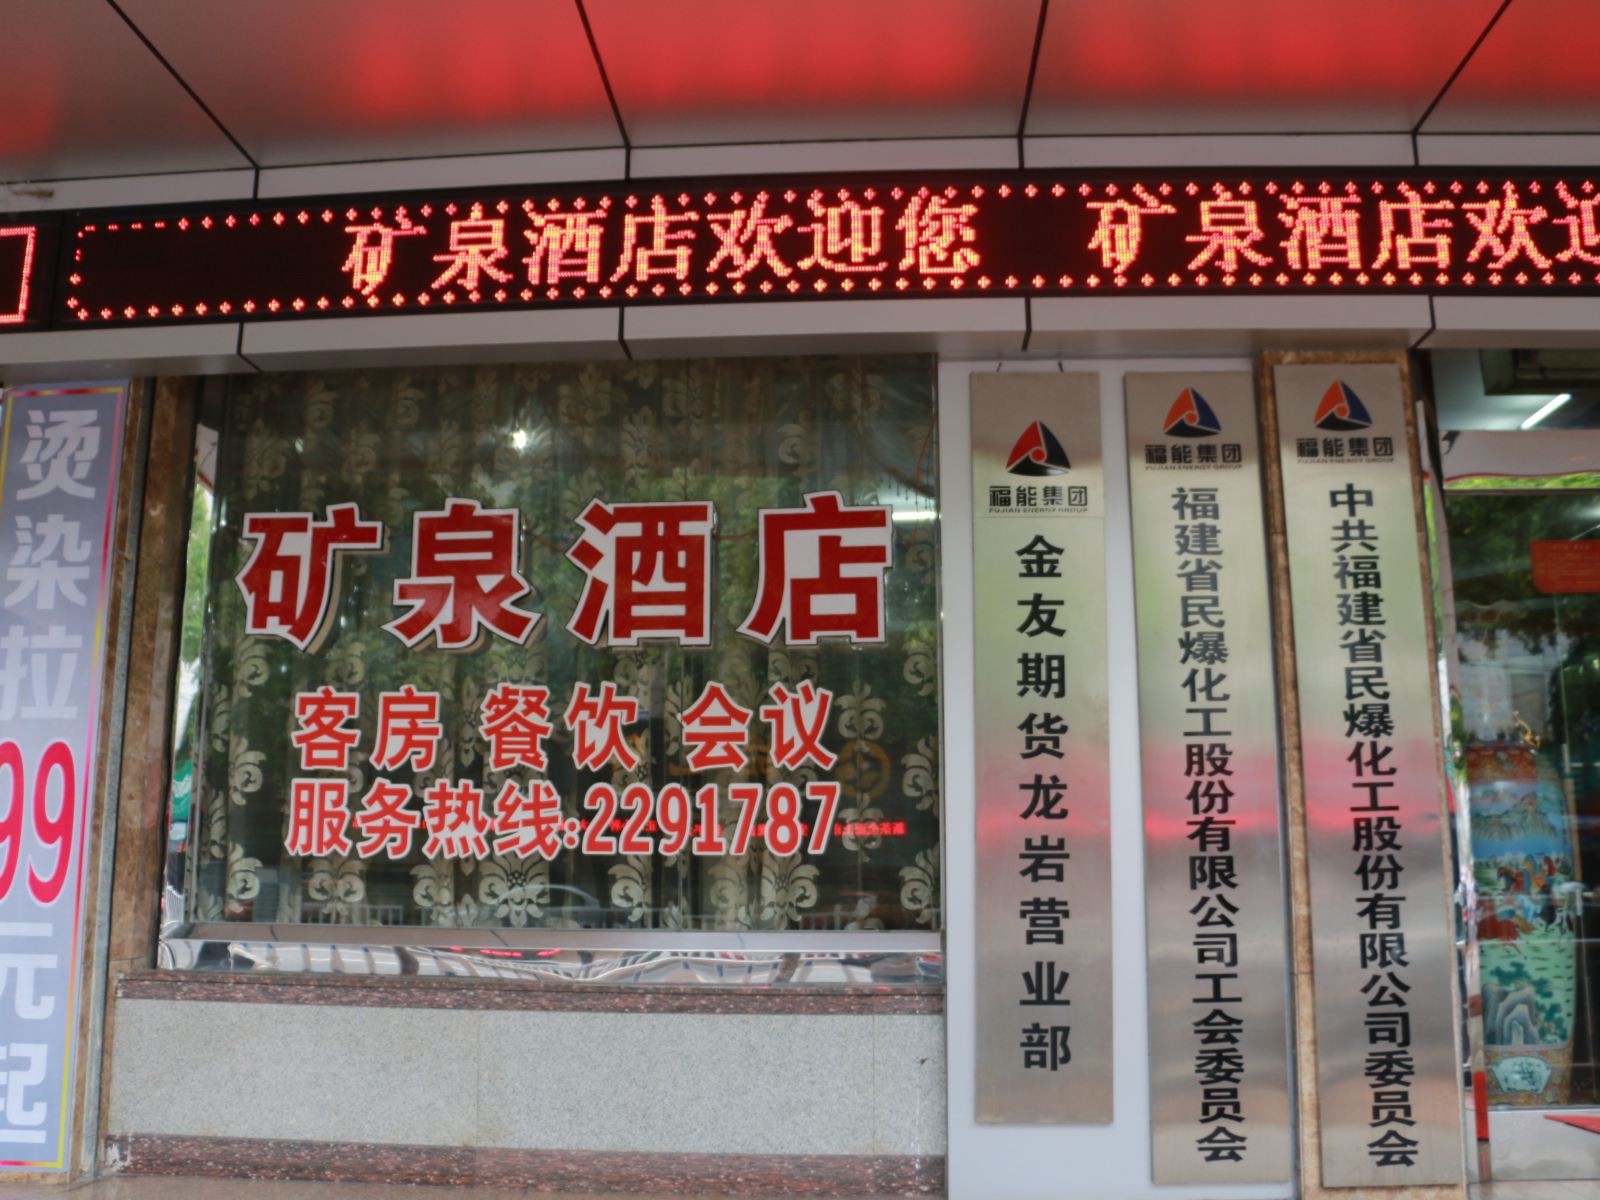 矿泉酒店欢迎您 矿泉酒店欢迎
烫染拉
99
元起
矿泉酒店
客房 餐饮 会议
服务热线:2291787
福能集团
FUJIAN ENERGY GROUP
金友期货龙岩营业部
福能集团
FUJIAN ENERGY GROUP
福建省民爆化工股份有限公司工会委员会
福能集团
FUJIAN ENERGY GROUP
中共福建省民爆化工股份有限公司委员会